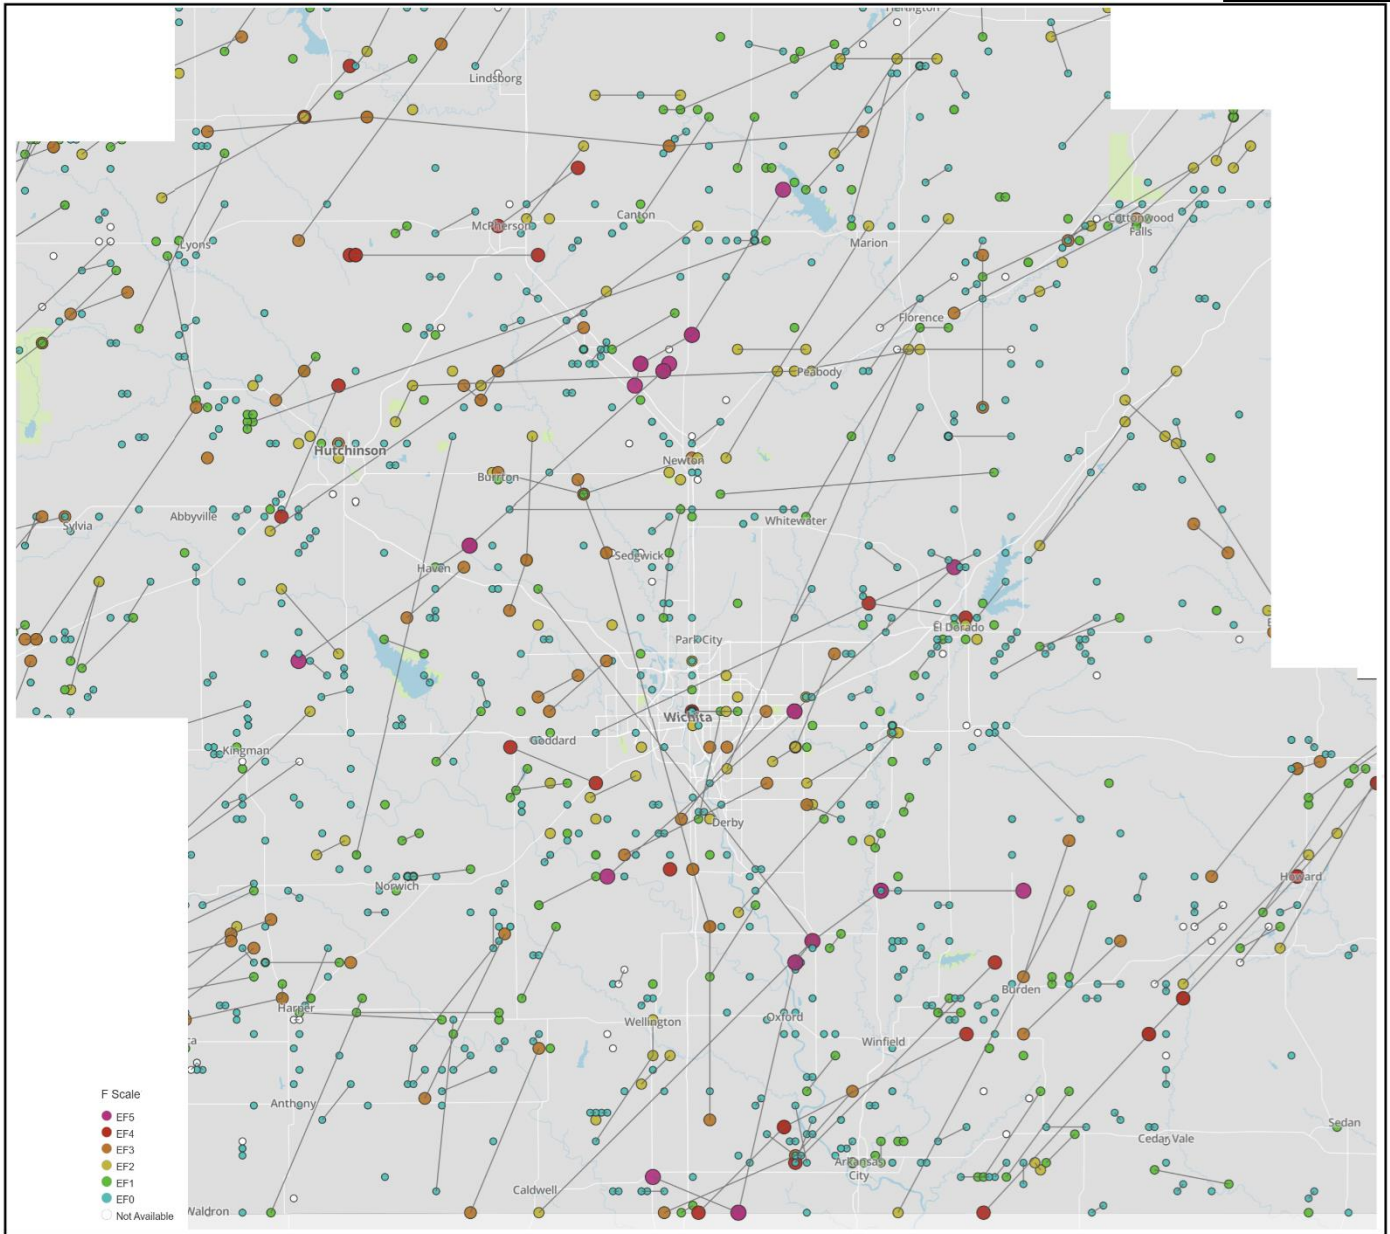 Herington
Lindsborg
Canton
McPherson
Cottonwood
Falls
Marion
Lyons
Florence
Peabody
Hutchinson
Newton
Burrton
Whitewater
Abbyville
Sylvia
Sedgwick
Haven
El Dorado
Park City
Wichita
Goddard
Kingman
Derby
Howard
Norwich
Burden
Harper
Oxford
Wellington
Winfield
Anthony
Sedan
Cedar Vale
Arkansas
City
Caldwell
Waldron
F Scale
EF5
EF4
EF3
EF2
EF1
EF0
Not Available